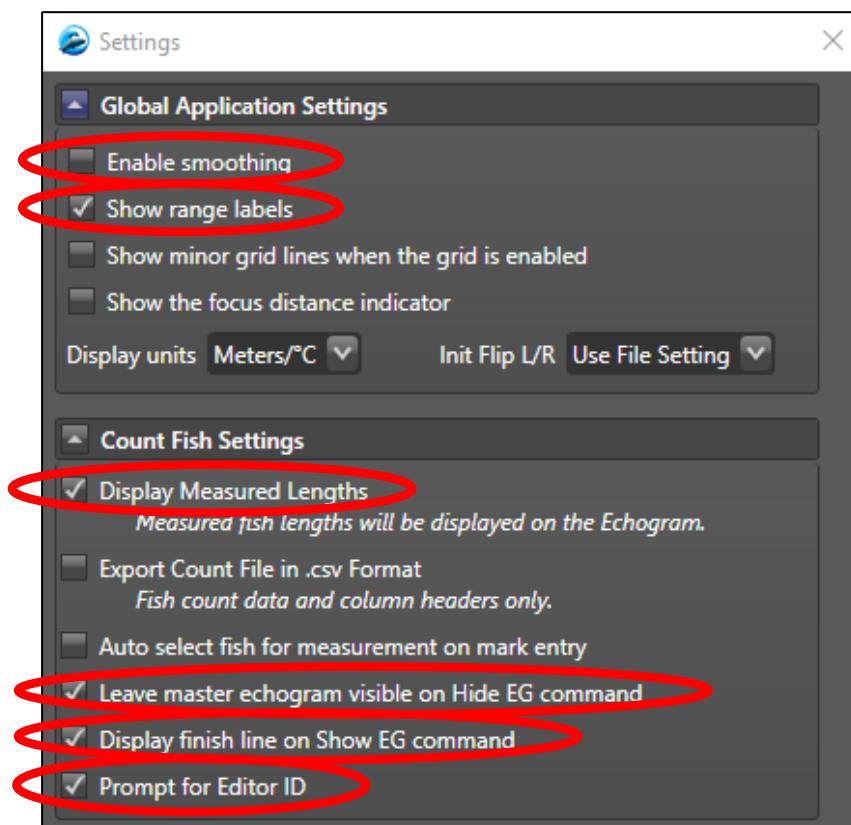 Settings
Global Application Settings
Enable smoothing
Show range labels
Show minor grid lines when the grid is enabled
Show the focus distance indicator
Display units Meters/°C Init Flip L/R Use File Setting
Count Fish Settings
Display Measured Lengths
Measured fish lengths will be displayed on the Echogram.
Export Count File in .csv Format
Fish count data and column headers only.
Auto select fish for measurement on mark entry
Leave master echogram visible on Hide EG command
Display finish line on Show EG command
Prompt for Editor ID